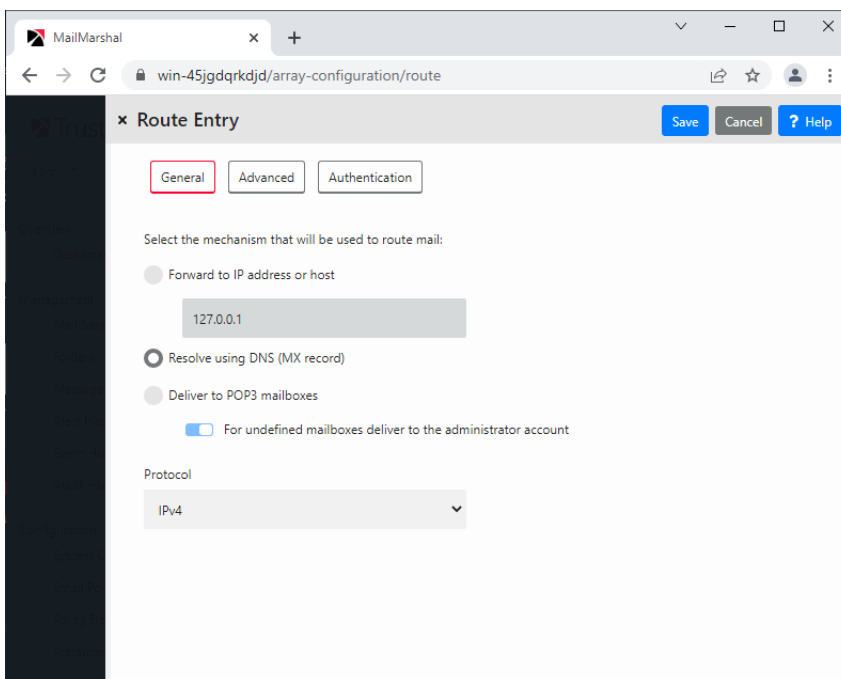 MailMarshal
win-45jgdqrkdjd/array-configuration/route
Trust
Route Entry
Save
Cancel
? Help
General
Advanced
Authentication
Select the mechanism that will be used to route mail:
Forward to IP address or host
127.0.0.1
Resolve using DNS (MX record)
Deliver to POP3 mailboxes
For undefined mailboxes deliver to the administrator account
Protocol
IPv4